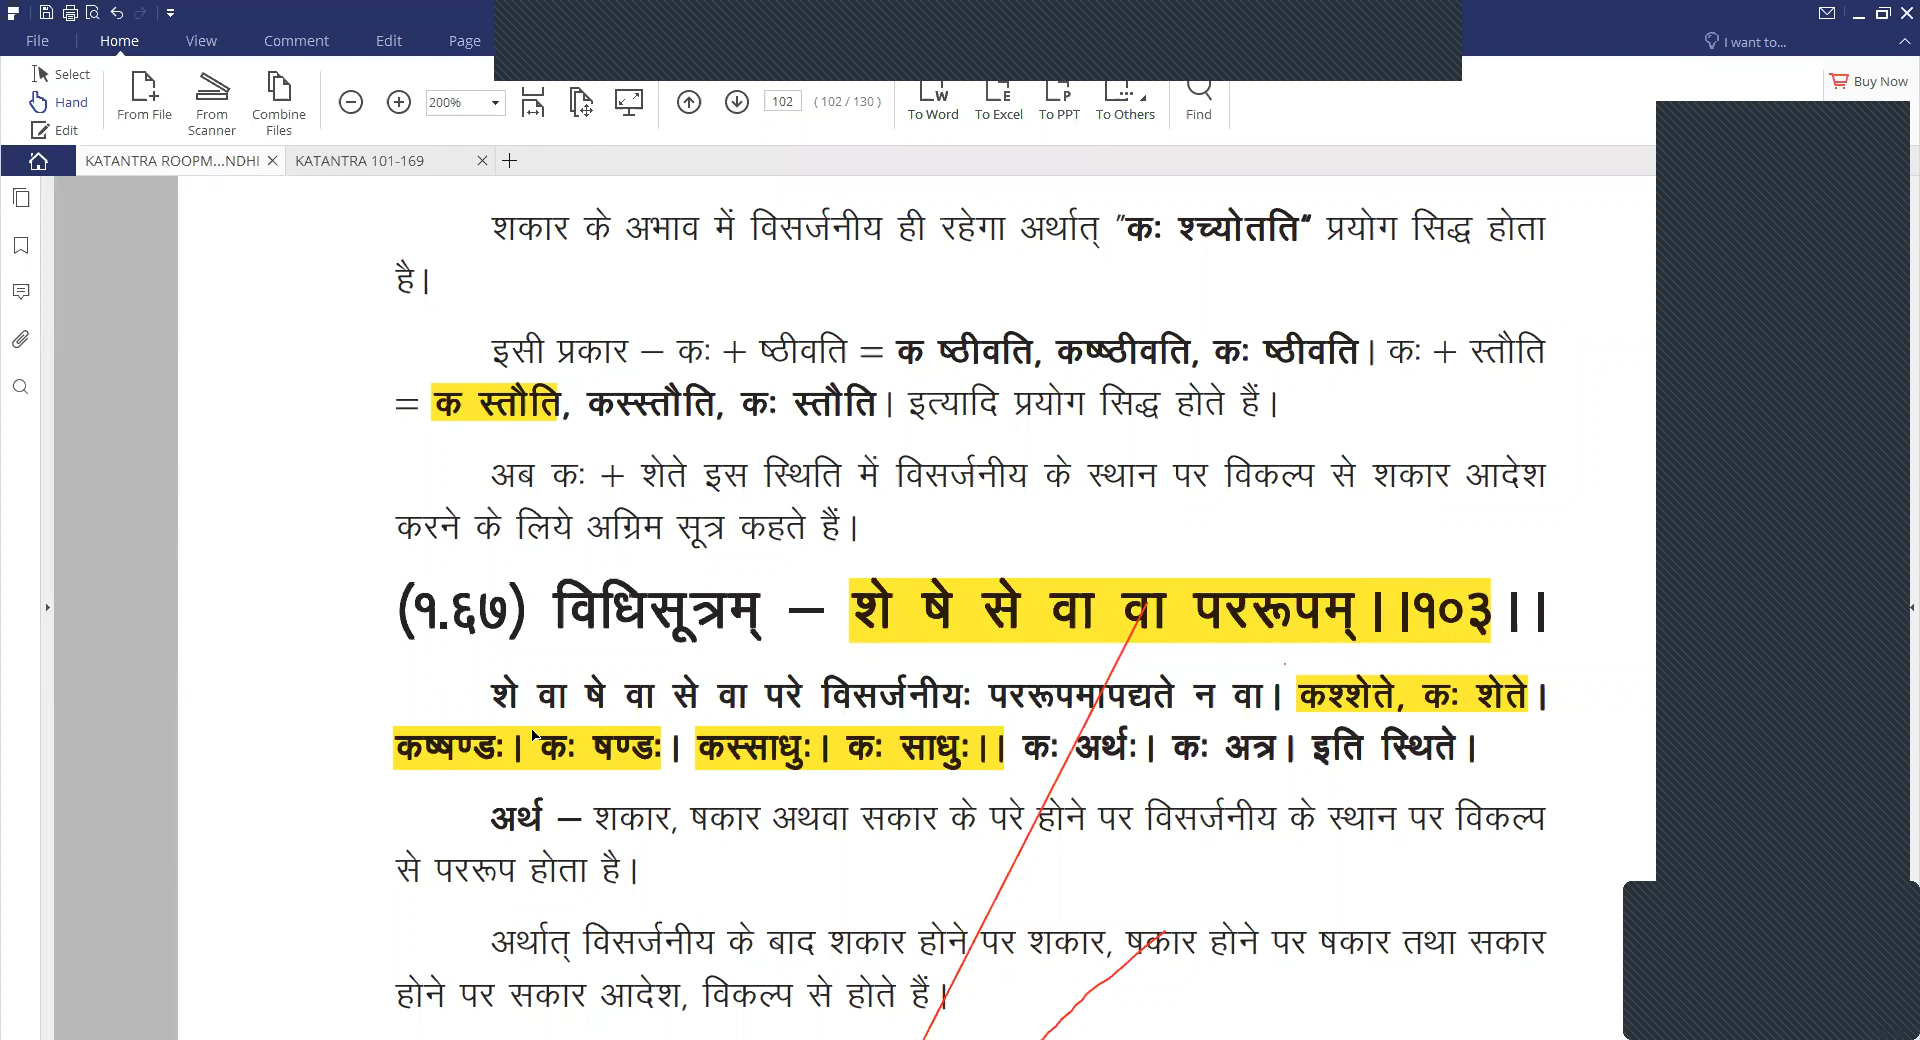 File Home View Comment Edit Page
I want to...
Select
Hand
Edit
From File
From Scanner
Combine Files
200%
102 (102 / 130)
To Word To Excel To PPT To Others Find
Buy Now
KATANTRA ROOPM...NDHI KATANTRA 101-169
शकार के अभाव में विसर्जनीय ही रहेगा अर्थात् "कः श्च्योतति" प्रयोग सिद्ध होता
है।
इसी प्रकार – कः + ष्ठीवति = क ष्ठीवति, कष्ष्ठीवति, कः ष्ठीवति। कः + स्तौति
= क स्तौति, कस्स्तौति, कः स्तौति। इत्यादि प्रयोग सिद्ध होते हैं।
अब कः + शेते इस स्थिति में विसर्जनीय के स्थान पर विकल्प से शकार आदेश
करने के लिये अग्रिम सूत्र कहते हैं।
(१.६७) विधिसूत्रम् – शे षे से वा वा पररूपम्।।१०३।।
शे वा षे वा से वा परे विसर्जनीयः पररूपमापद्यते न वा। कश्शेते, कः शेते।
कष्षण्डः। कः षण्डः। कस्साधुः। कः साधुः।। कः अर्थः। कः अत्र। इति स्थिते।
अर्थ – शकार, षकार अथवा सकार के परे होने पर विसर्जनीय के स्थान पर विकल्प
से पररूप होता है।
अर्थात् विसर्जनीय के बाद शकार होने पर शकार, षकार होने पर षकार तथा सकार
होने पर सकार आदेश, विकल्प से होते हैं।